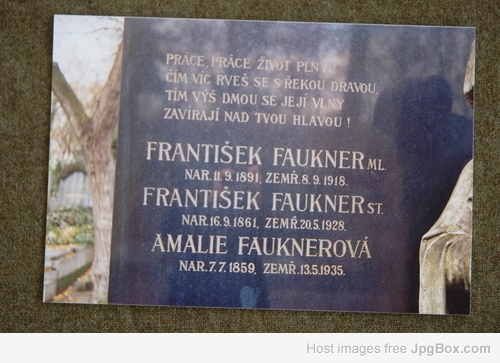 PRÁCE, PRÁCE ŽIVOT PLNÝ!
ČÍM VÍC RVEŠ SE S ŘEKOU DRAVOU,
TÍM VÝŠ DMOU SE JEJÍ VLNY
ZAVÍRAJÍ NAD TVOU HLAVOU!
FRANTIŠEK FAUKNER ML.
NAR. 11. 9. 1891, ZEMŘ. 8. 9. 1918.
FRANTIŠEK FAUKNER ST.
NAR. 16. 9. 1861, ZEMŘ. 20. 5. 1928.
AMALIE FAUKNEROVÁ
NAR. 7. 7. 1859, ZEMŘ. 13. 5. 1935.
Host images free JpgBox.com